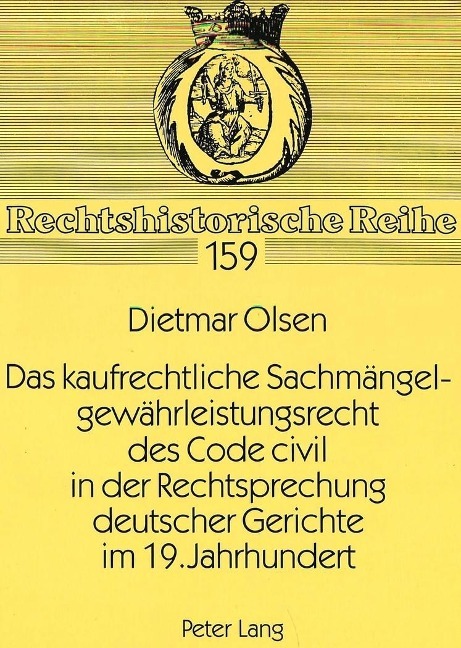 Rechtshistorische Reihe
159
Dietmar Olsen
Das kaufrechtliche Sachmängel-
gewährleistungsrecht
des Code civil
in der Rechtsprechung
deutscher Gerichte
im 19. Jahrhundert
Peter Lang